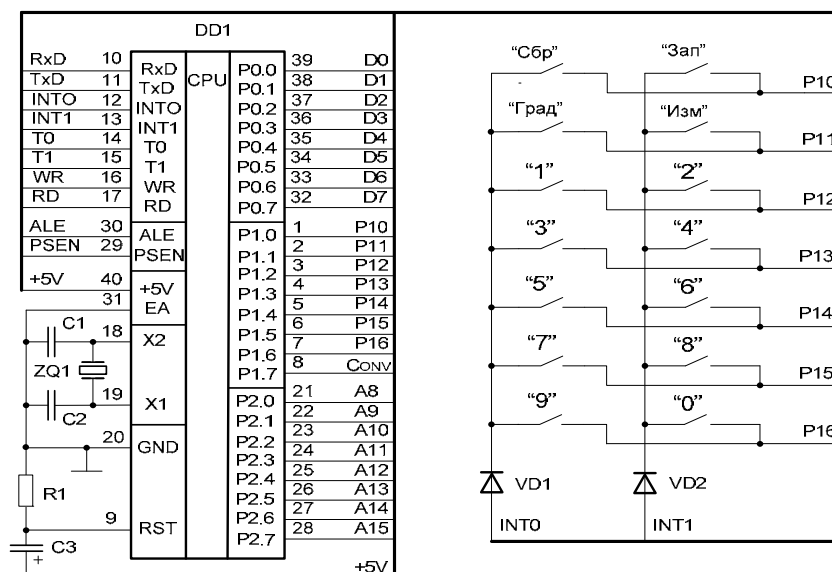 DD1
RxD 10 RxD CPU P0.0 39 D0
TxD 11 TxD P0.1 38 D1
INTO 12 INTO P0.2 37 D2
INT1 13 INT1 P0.3 36 D3
T0 14 T0 P0.4 35 D4
T1 15 T1 P0.5 34 D5
WR 16 WR P0.6 33 D6
RD 17 RD P0.7 32 D7
ALE 30 ALE P1.0 1 P10
PSEN 29 PSEN P1.1 2 P11
P1.2 3 P12
+5V 40 +5V P1.3 4 P13
31 EA P1.4 5 P14
C1 18 X2 P1.5 6 P15
P1.6 7 P16
ZQ1 P1.7 8 CONV
19 X1 P2.0 21 A8
C2 P2.1 22 A9
20 GND P2.2 23 A10
P2.3 24 A11
P2.4 25 A12
R1 P2.5 26 A13
P2.6 27 A14
9 RST P2.7 28 A15
C3 +
+5V
“Сбр” “Зап” P10
“Град” “Изм” P11
“1” “2” P12
“3” “4” P13
“5” “6” P14
“7” “8” P15
“9” “0” P16
VD1 VD2
INT0 INT1